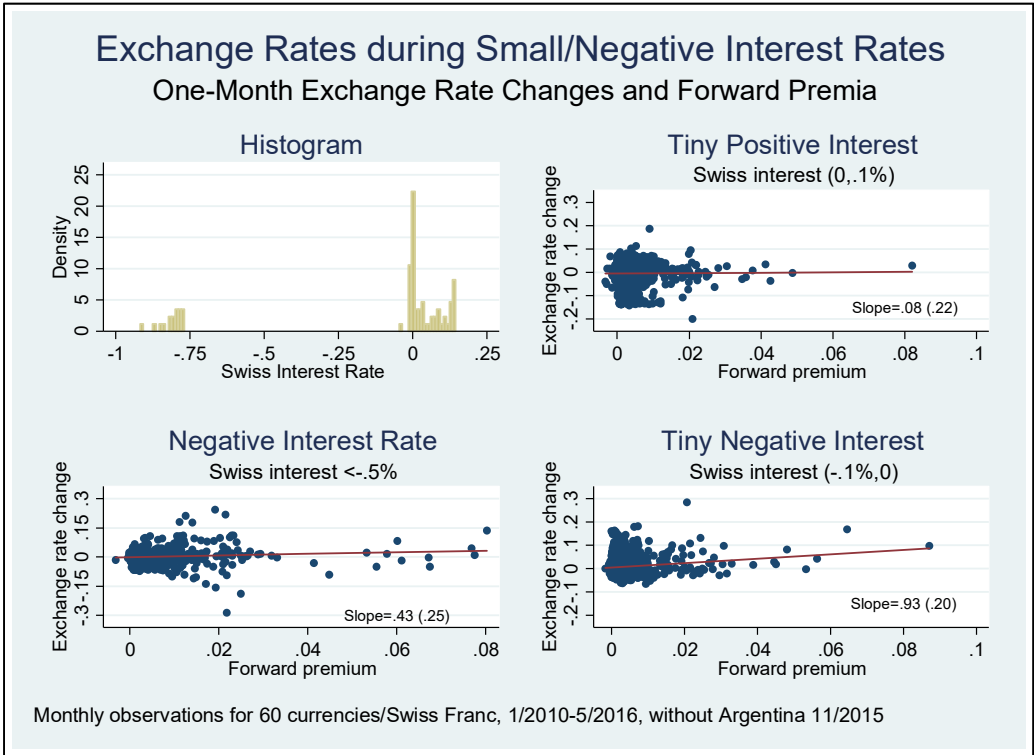 Exchange Rates during Small/Negative Interest Rates
One-Month Exchange Rate Changes and Forward Premia
Histogram
Density
25
20
15
10
5
0
-1 -.75 -.5 -.25 0 .25
Swiss Interest Rate
Tiny Positive Interest
Swiss interest (0,.1%)
Exchange rate change
-.2 -.1 0 .1 .2 .3
Slope=.08 (.22)
0 .02 .04 .06 .08 .1
Forward premium
Negative Interest Rate
Swiss interest <-.5%
Exchange rate change
-.3 -.15 0 .15 .3
Slope=.43 (.25)
0 .02 .04 .06 .08
Forward premium
Tiny Negative Interest
Swiss interest (-.1%,0)
Exchange rate change
-.2 -.1 0 .1 .2 .3
Slope=.93 (.20)
0 .02 .04 .06 .08 .1
Forward premium
Monthly observations for 60 currencies/Swiss Franc, 1/2010-5/2016, without Argentina 11/2015